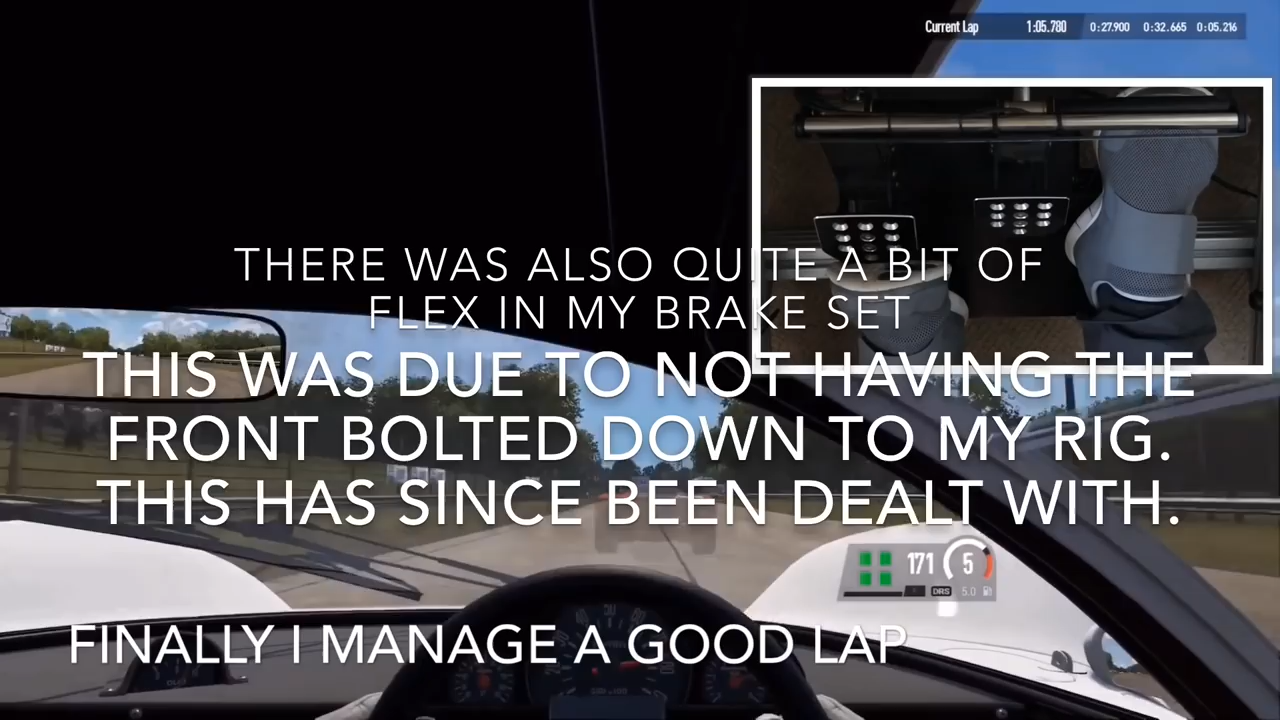 Current Lap 1:05.780 0:27.900 0:32.665 0:05.216
THERE WAS ALSO QUITE A BIT OF
FLEX IN MY BRAKE SET
THIS WAS DUE TO NOT HAVING THE
FRONT BOLTED DOWN TO MY RIG.
THIS HAS SINCE BEEN DEALT WITH.
171 5
DRS 5.0
FINALLY I MANAGE A GOOD LAP